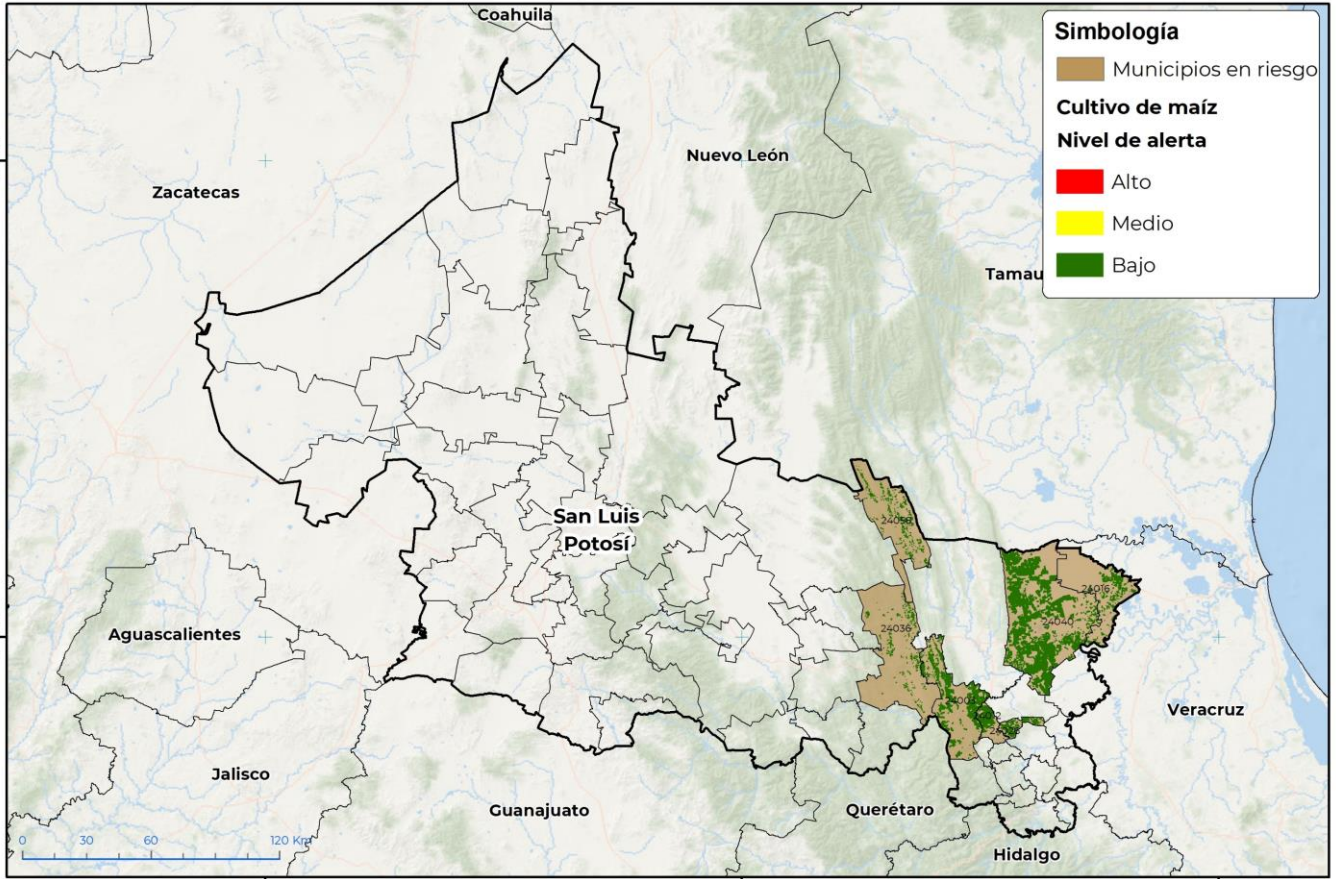 Coahuila
Simbología
Municipios en riesgo
Cultivo de maíz
Nivel de alerta
Alto
Medio
Bajo
Nuevo León
Zacatecas
Tamau
San Luis
Potosí
24016
24040
24036
Aguascalientes
Veracruz
Jalisco
Guanajuato
Querétaro
Hidalgo
0 30 60 120 Km